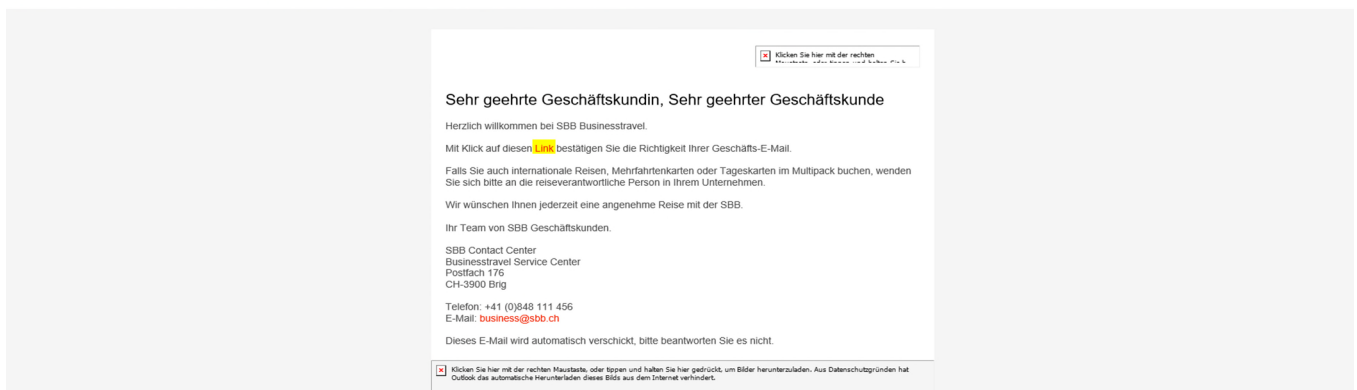 Klicken Sie hier mit der rechten
Maustaste, oder tippen und halten Sie h
Sehr geehrte Geschäftskundin, Sehr geehrter Geschäftskunde
Herzlich willkommen bei SBB Businesstravel.
Mit Klick auf diesen Link bestätigen Sie die Richtigkeit Ihrer Geschäfts-E-Mail.
Falls Sie auch internationale Reisen, Mehrfahrtenkarten oder Tageskarten im Multipack buchen, wenden
Sie sich bitte an die reiseverantwortliche Person in Ihrem Unternehmen.
Wir wünschen Ihnen jederzeit eine angenehme Reise mit der SBB.
Ihr Team von SBB Geschäftskunden.
SBB Contact Center
Businesstravel Service Center
Postfach 176
CH-3900 Brig
Telefon: +41 (0)848 111 456
E-Mail: business@sbb.ch
Dieses E-Mail wird automatisch verschickt, bitte beantworten Sie es nicht.
Klicken Sie hier mit der rechten Maustaste, oder tippen und halten Sie hier gedrückt, um Bilder herunterzuladen. Aus Datenschutzgründen hat
Outlook das automatische Herunterladen dieses Bilds aus dem Internet verhindert.